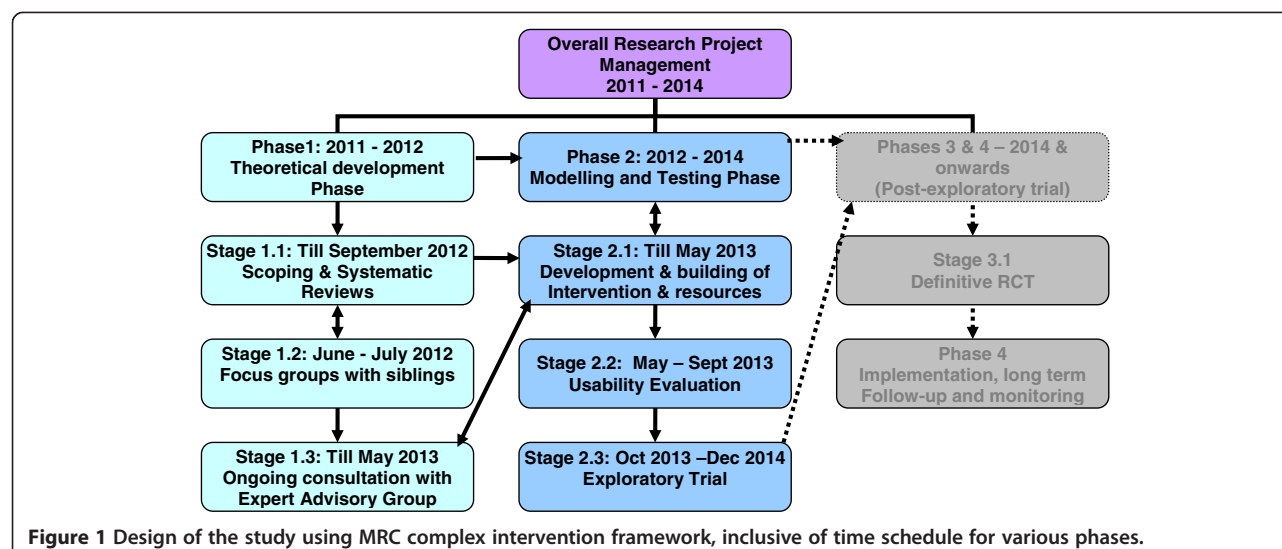 Overall Research Project
Management
2011 - 2014
Phase1: 2011 - 2012
Theoretical development
Phase
Phase 2: 2012 - 2014
Modelling and Testing Phase
Phases 3 & 4 – 2014 &
onwards
(Post-exploratory trial)
Stage 1.1: Till September 2012
Scoping & Systematic
Reviews
Stage 2.1: Till May 2013
Development & building of
Intervention & resources
Stage 3.1
Definitive RCT
Stage 1.2: June - July 2012
Focus groups with siblings
Stage 2.2: May – Sept 2013
Usability Evaluation
Phase 4
Implementation, long term
Follow-up and monitoring
Stage 1.3: Till May 2013
Ongoing consultation with
Expert Advisory Group
Stage 2.3: Oct 2013 –Dec 2014
Exploratory Trial
Figure 1 Design of the study using MRC complex intervention framework, inclusive of time schedule for various phases.